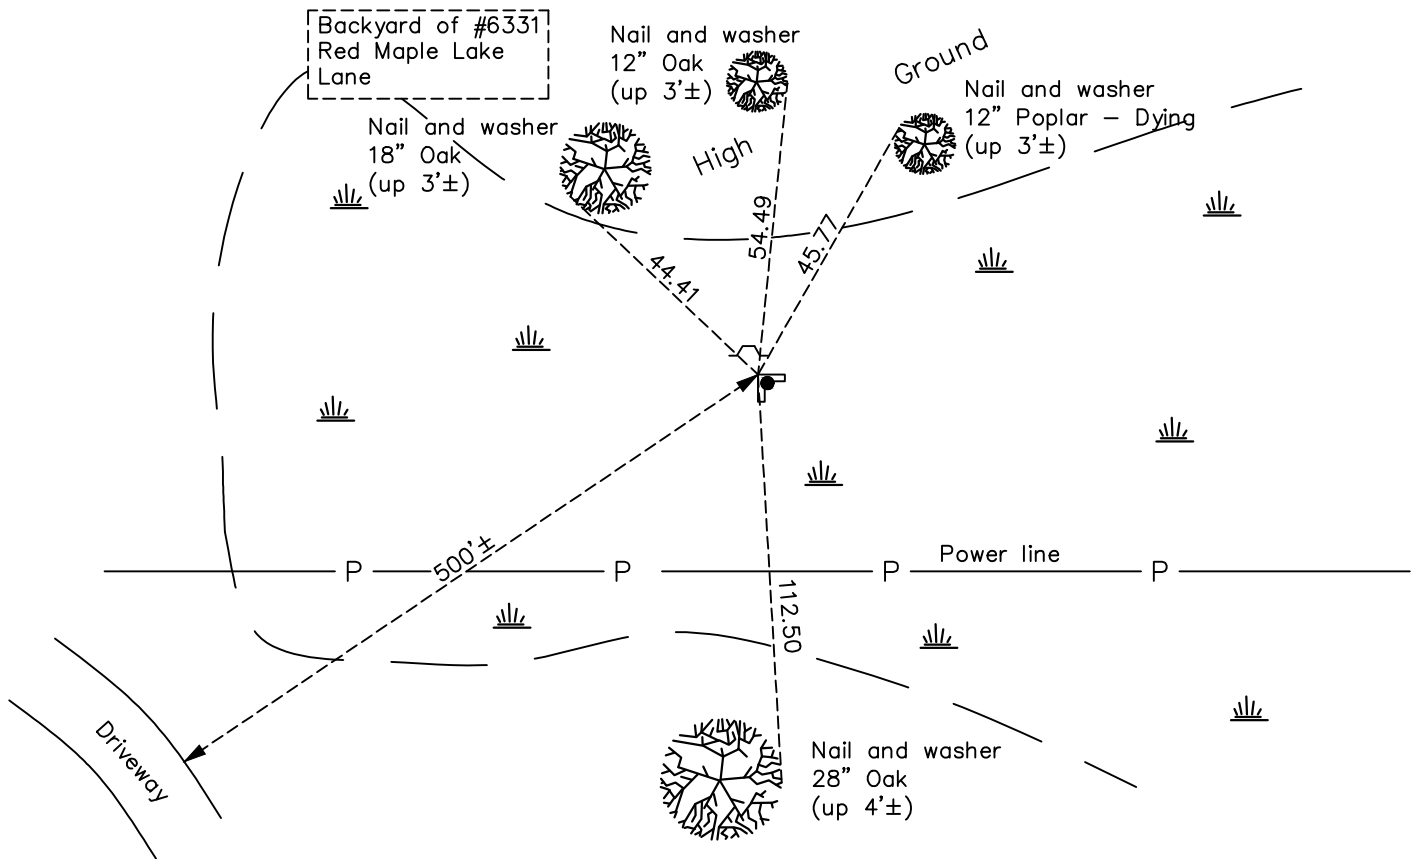 Backyard of #6331
Red Maple Lake
Lane
Nail and washer
12” Oak
(up 3’±)
Ground
Nail and washer
12” Poplar – Dying
(up 3’±)
Nail and washer
18” Oak
(up 3’±)
High
54.49
45.77
44.41
500’±
Power line
P
P
P
P
112.50
Driveway
Nail and washer
28” Oak
(up 4’±)